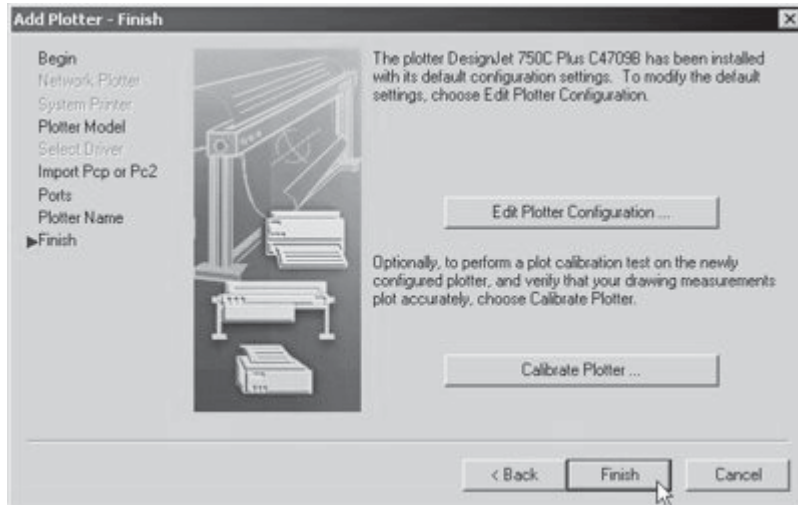 Add Plotter - Finish
Begin
Network Plotter
System Printer
Plotter Model
Select Driver
Import Pcp or Pc2
Ports
Plotter Name
Finish
The plotter DesignJet 750C Plus C4709B has been installed
with its default configuration settings. To modify the default
settings, choose Edit Plotter Configuration.
Edit Plotter Configuration ...
Optionally, to perform a plot calibration test on the newly
configured plotter, and verify that your drawing measurements
plot accurately, choose Calibrate Plotter.
Calibrate Plotter ...
< Back
Finish
Cancel